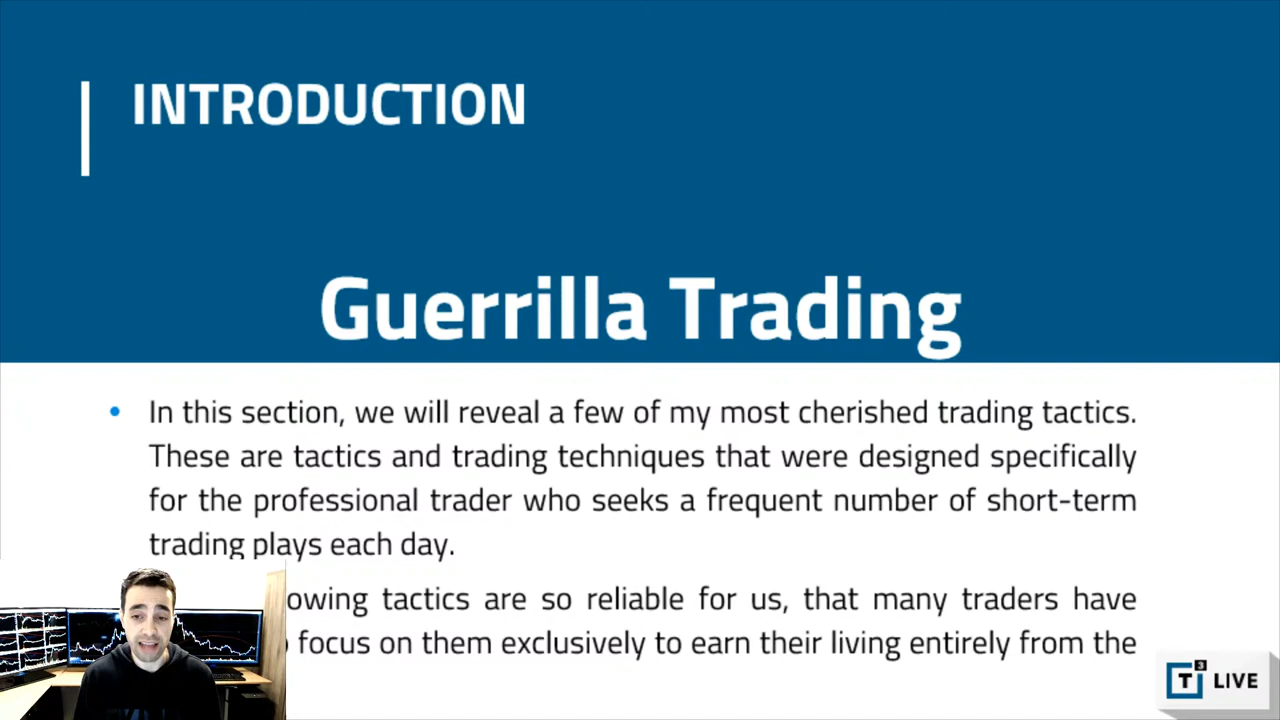 INTRODUCTION
Guerrilla Trading
• In this section, we will reveal a few of my most cherished trading tactics.
These are tactics and trading techniques that were designed specifically
for the professional trader who seeks a frequent number of short-term
trading plays each day.
owing tactics are so reliable for us, that many traders have
focus on them exclusively to earn their living entirely from the
T3 LIVE